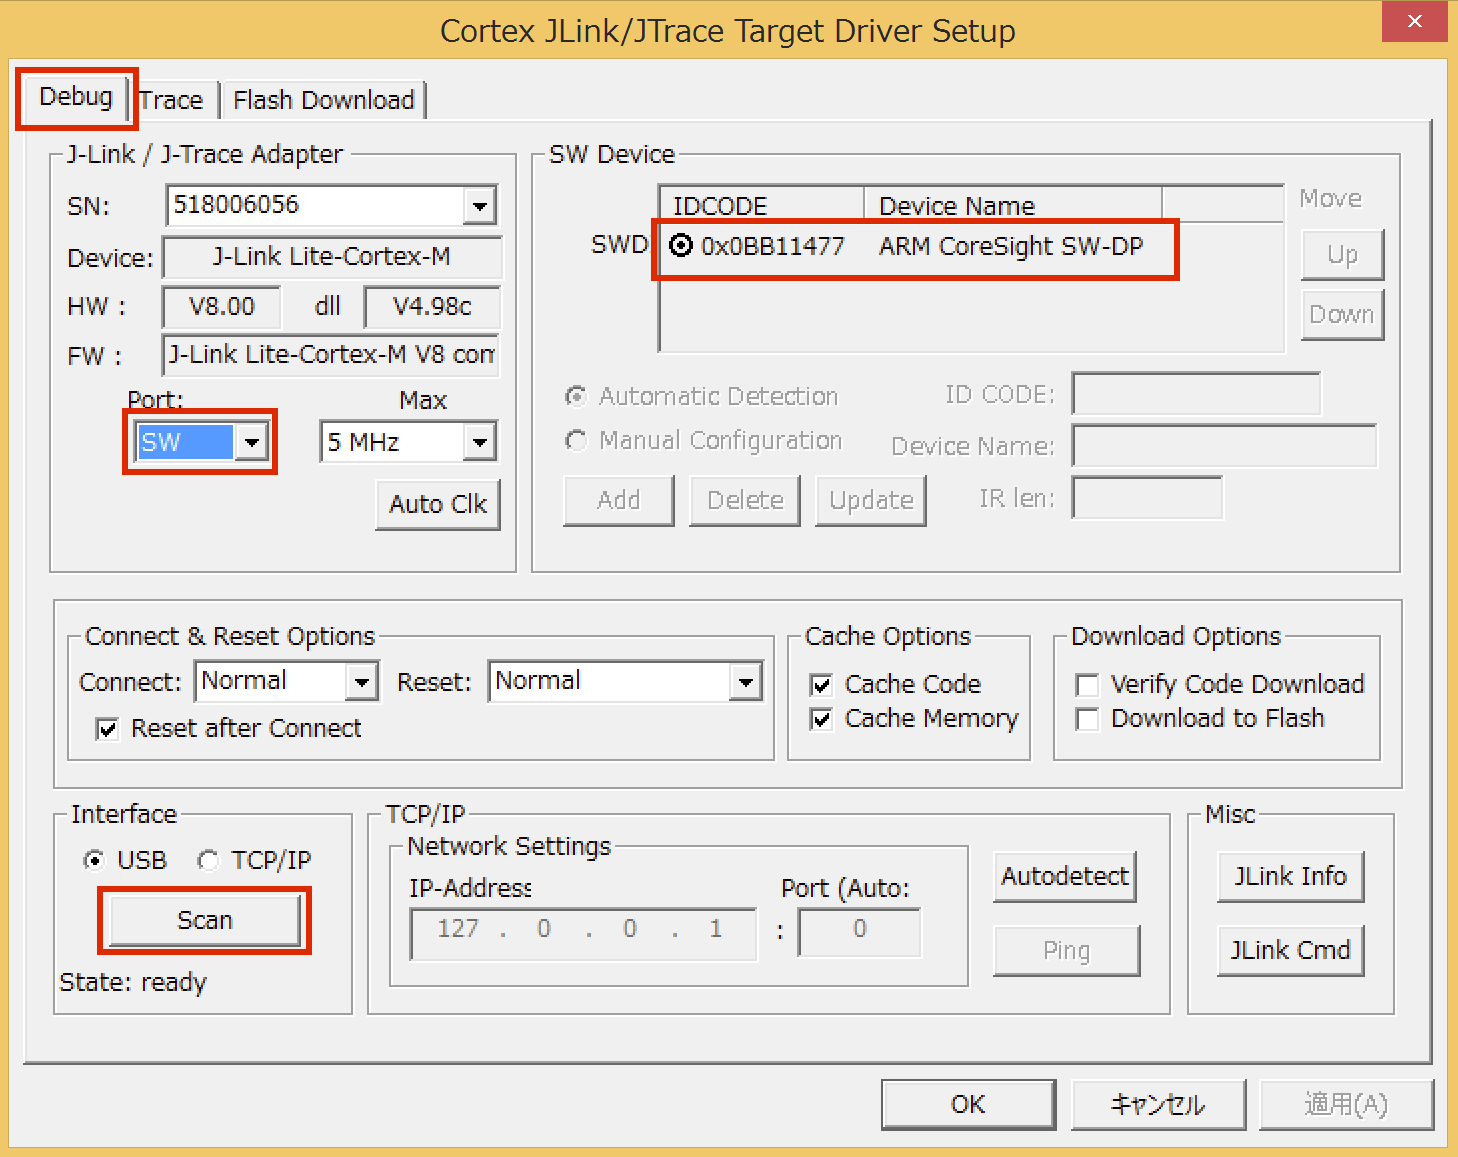 Cortex JLink/JTrace Target Driver Setup
Debug Trace Flash Download
J-Link / J-Trace Adapter
SN: 518006056
Device: J-Link Lite-Cortex-M
HW : V8.00 dll V4.98c
FW : J-Link Lite-Cortex-M V8 com
Port: Max
SW 5 MHz
Auto Clk
SW Device
IDCODE Device Name Move
SWD 0x0BB11477 ARM CoreSight SW-DP Up
Down
Automatic Detection ID CODE:
Manual Configuration Device Name:
Add Delete Update IR len:
Connect & Reset Options
Connect: Normal Reset: Normal
Reset after Connect
Cache Options
Cache Code
Cache Memory
Download Options
Verify Code Download
Download to Flash
Interface
USB TCP/IP
Scan
State: ready
TCP/IP
Network Settings
IP-Address Port (Auto:
127 . 0 . 0 . 1 : 0
Autodetect
Ping
Misc
JLink Info
JLink Cmd
OK キャンセル 適用(A)